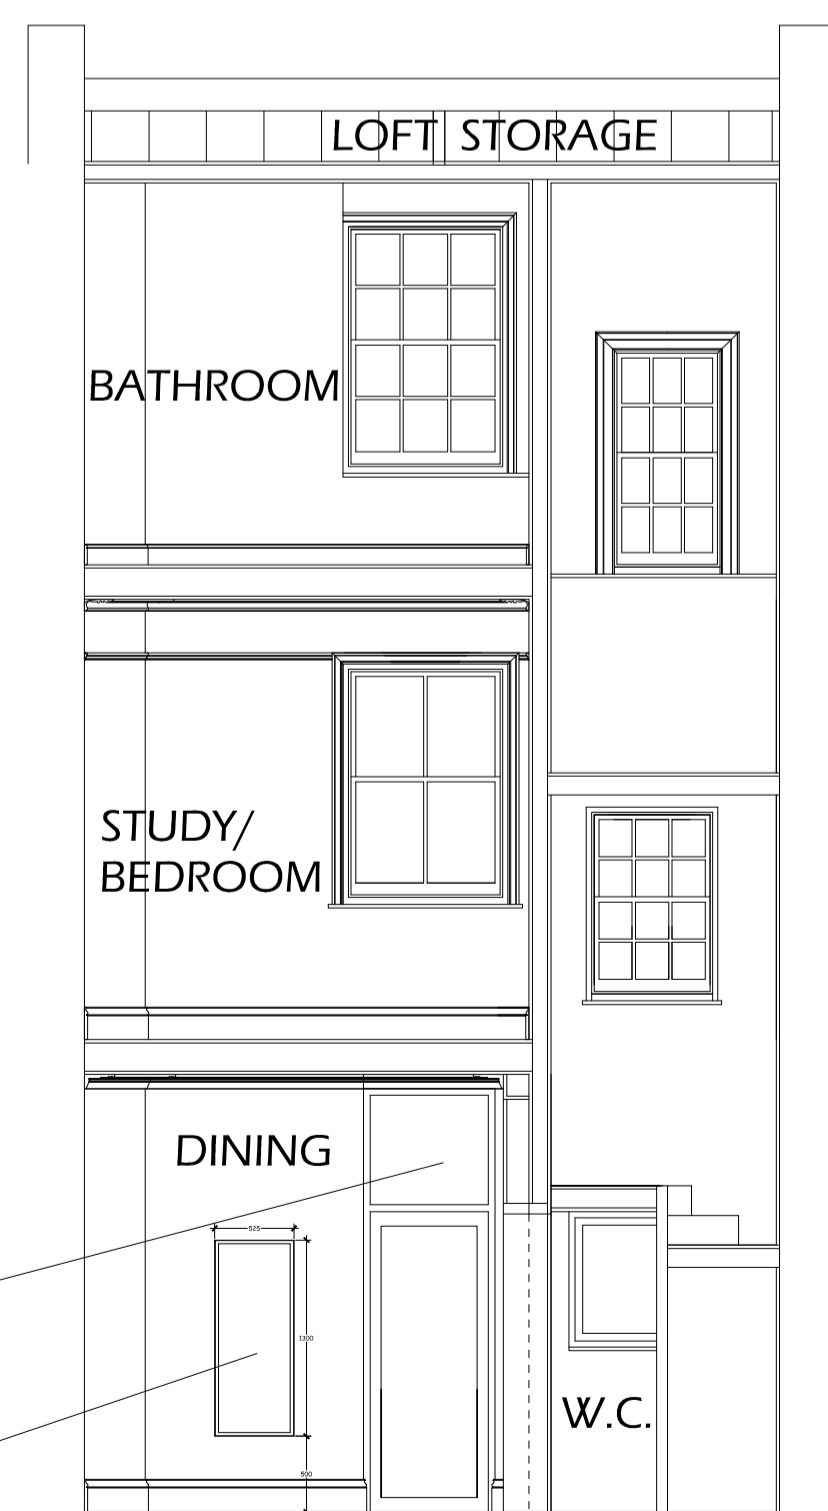 LOFT STORAGE
BATHROOM
STUDY/
BEDROOM
DINING
525
1300
W.C.
500